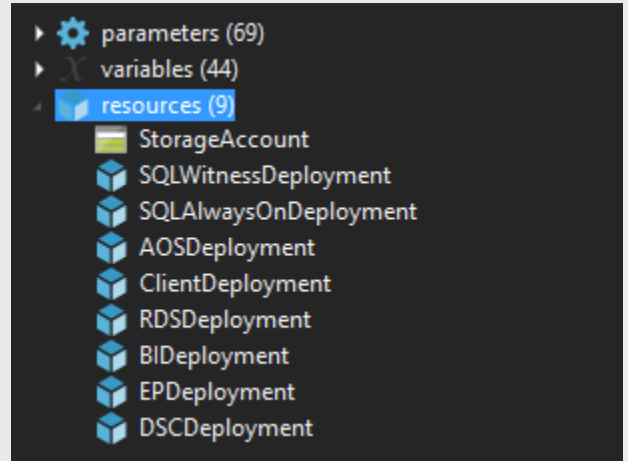 parameters (69)
variables (44)
resources (9)
StorageAccount
SQLWitnessDeployment
SQLAlwaysOnDeployment
AOSDeployment
ClientDeployment
RDSDeployment
BIDeployment
EPDeployment
DSCDeployment